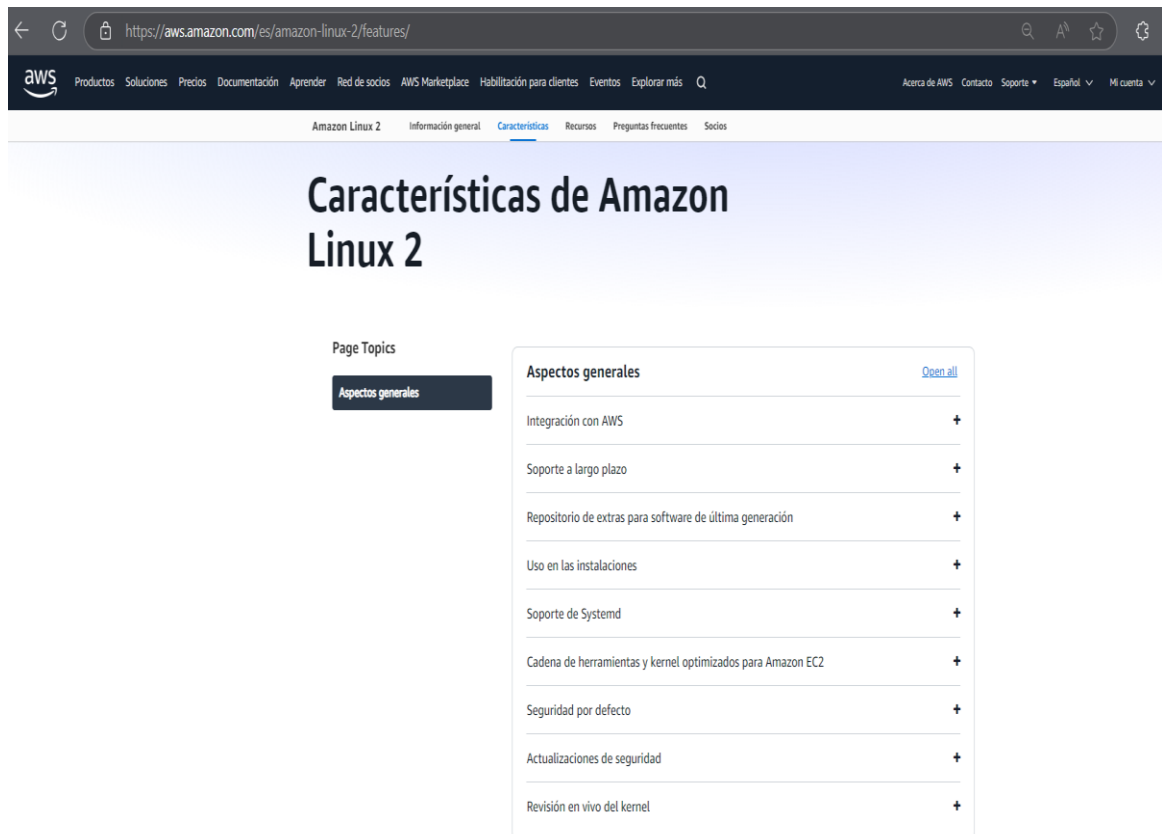 https://aws.amazon.com/es/amazon-linux-2/features/
aws Productos Soluciones Precios Documentación Aprender Red de socios AWS Marketplace Habilitación para clientes Eventos Explorar más Acerca de AWS Contacto Soporte Español Mi cuenta
Amazon Linux 2 Información general Características Recursos Preguntas frecuentes Socios
Características de Amazon
Linux 2
Page Topics
Aspectos generales
Aspectos generales Open all
Integración con AWS +
Soporte a largo plazo +
Repositorio de extras para software de última generación +
Uso en las instalaciones +
Soporte de Systemd +
Cadena de herramientas y kernel optimizados para Amazon EC2 +
Seguridad por defecto +
Actualizaciones de seguridad +
Revisión en vivo del kernel +